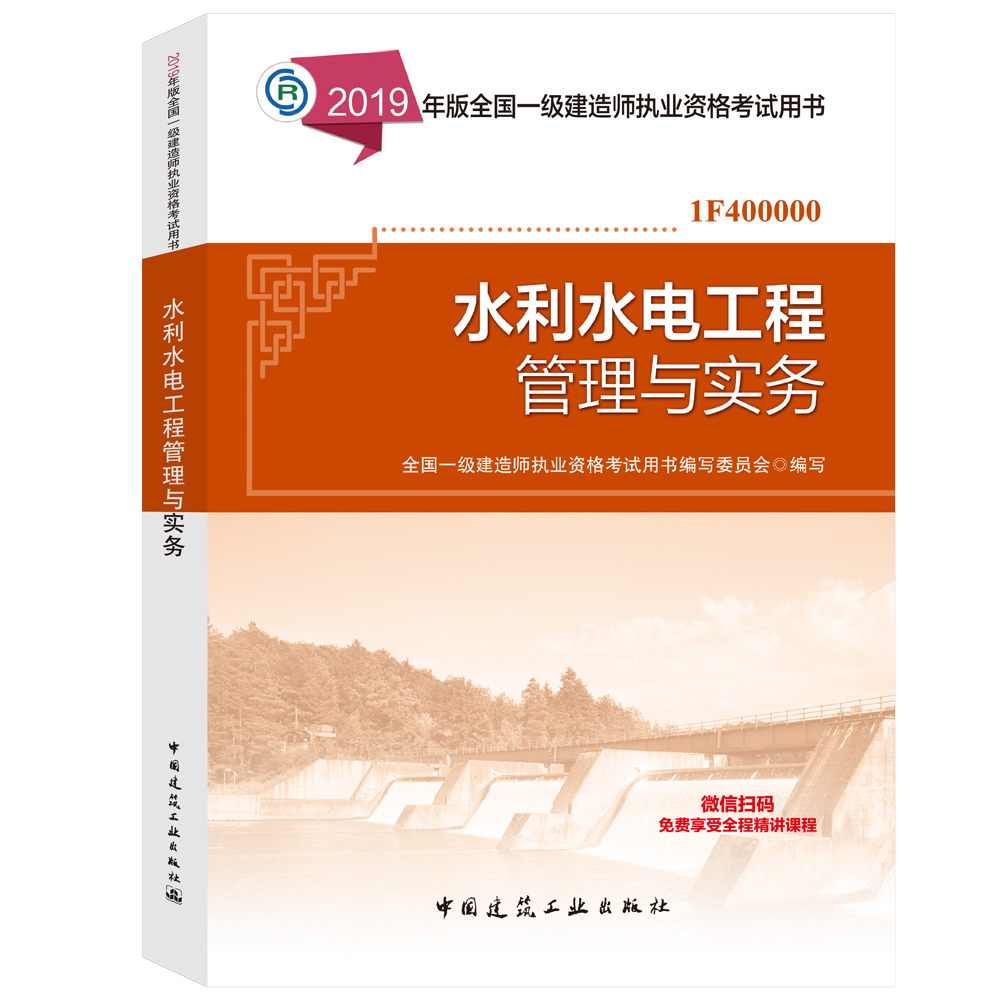 2019年版全国一级建造师执业资格考试用书
1F400000
水利水电工程
管理与实务
全国一级建造师执业资格考试用书编写委员会◎编写
微信扫码
免费享受全程精讲课程
中国建筑工业出版社
2019年版全国一级建造师执业资格考试用书
水利水电工程管理与实务
中国建筑工业出版社
R